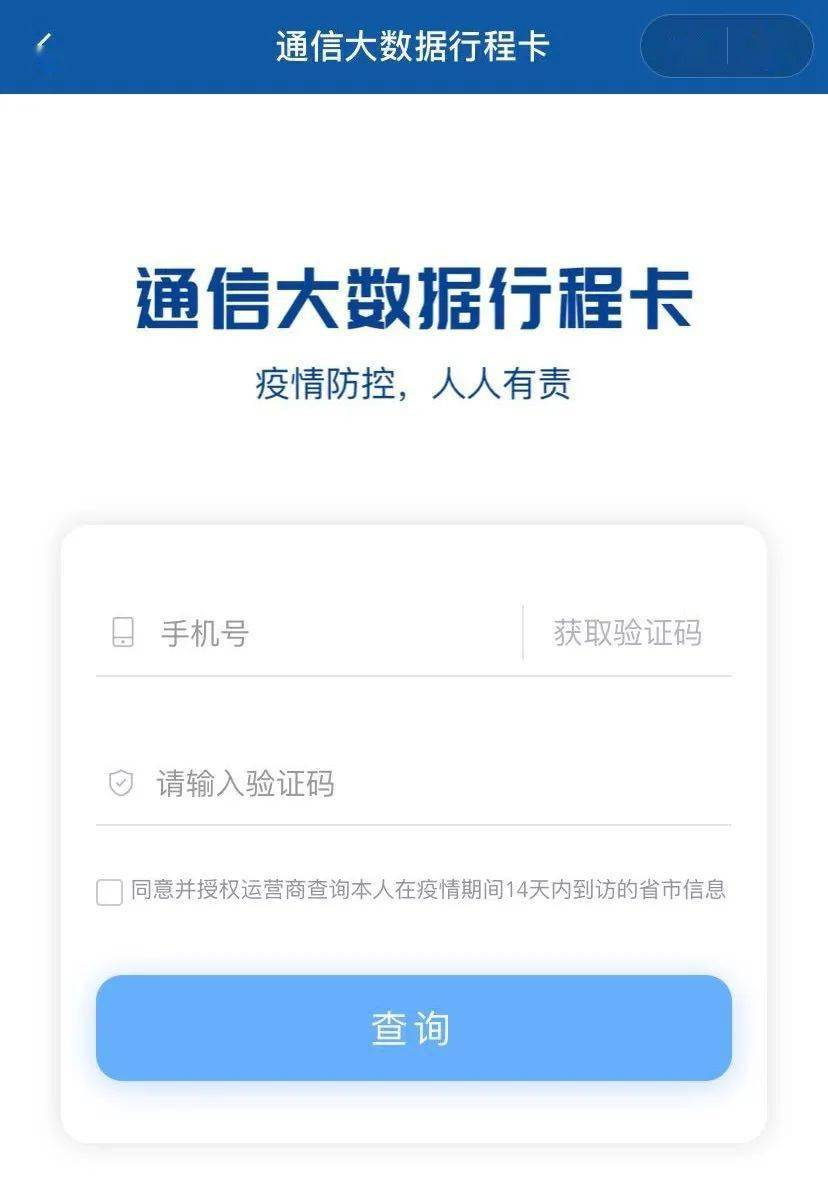 通信大数据行程卡
通信大数据行程卡
疫情防控，人人有责
手机号 获取验证码
请输入验证码
同意并授权运营商查询本人在疫情期间14天内到访的省市信息
查询